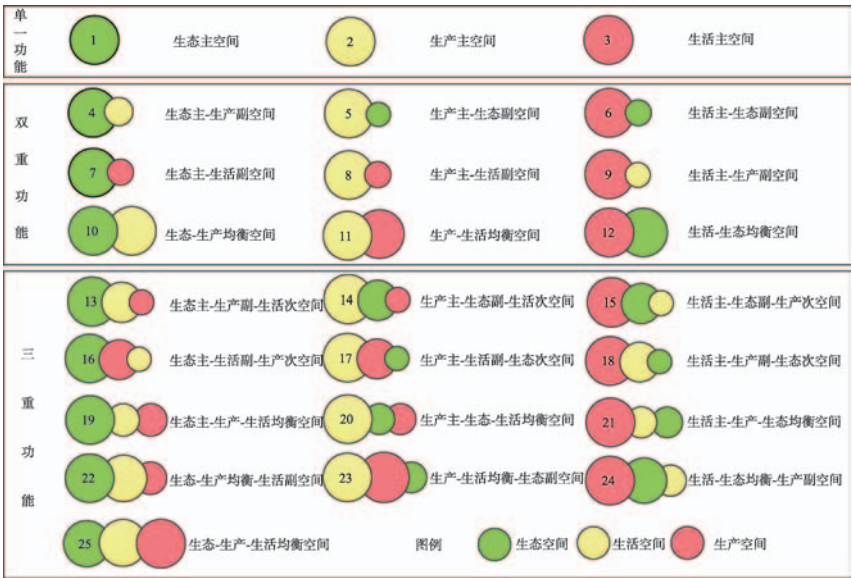 单一功能
1 生态主空间 2 生产主空间 3 生活主空间
双重功能
4 生态主-生产副空间 5 生产主-生态副空间 6 生活主-生态副空间
7 生态主-生活副空间 8 生产主-生活副空间 9 生活主-生产副空间
10 生态-生产均衡空间 11 生产-生活均衡空间 12 生活-生态均衡空间
三重功能
13 生态主-生产副-生活次空间 14 生产主-生态副-生活次空间 15 生活主-生态副-生产次空间
16 生态主-生活副-生产次空间 17 生产主-生活副-生态次空间 18 生活主-生产副-生态次空间
19 生态主-生产-生活均衡空间 20 生产主-生态-生活均衡空间 21 生活主-生产-生态均衡空间
22 生态-生产均衡-生活副空间 23 生产-生活均衡-生态副空间 24 生活-生态均衡-生产副空间
25 生态-生产-生活均衡空间 图例 生态空间 生活空间 生产空间